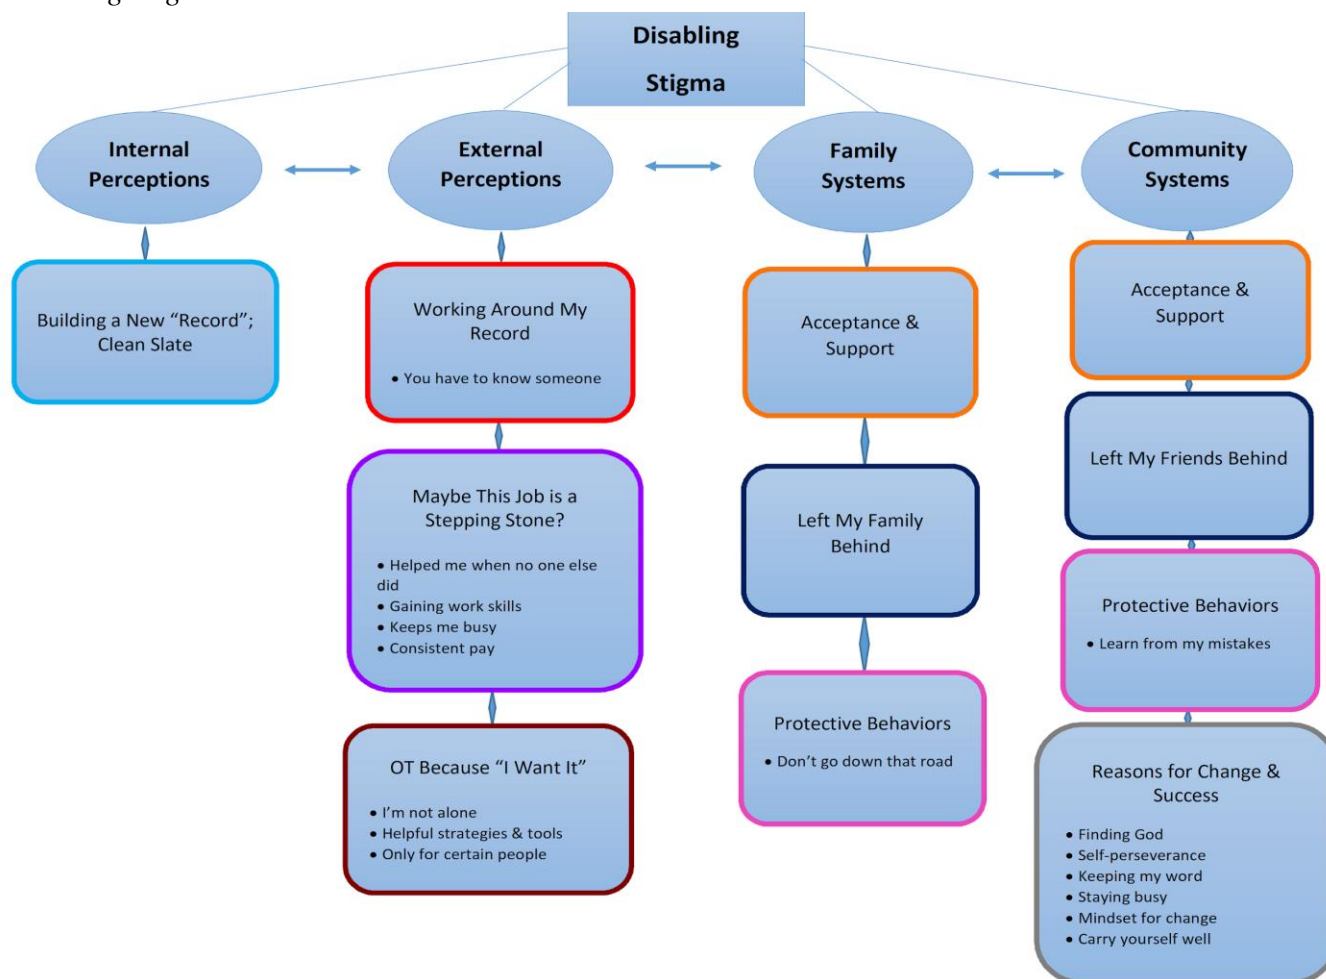 Disabling
Stigma
Internal
Perceptions
External
Perceptions
Family
Systems
Community
Systems
Building a New “Record”;
Clean Slate
Working Around My
Record
• You have to know someone
Maybe This Job is a
Stepping Stone?
• Helped me when no one else
did
• Gaining work skills
• Keeps me busy
• Consistent pay
OT Because “I Want It”
• I’m not alone
• Helpful strategies & tools
• Only for certain people
Acceptance &
Support
Left My Family
Behind
Protective Behaviors
• Don’t go down that road
Acceptance &
Support
Left My Friends Behind
Protective Behaviors
• Learn from my mistakes
Reasons for Change &
Success
• Finding God
• Self-perseverance
• Keeping my word
• Staying busy
• Mindset for change
• Carry yourself well